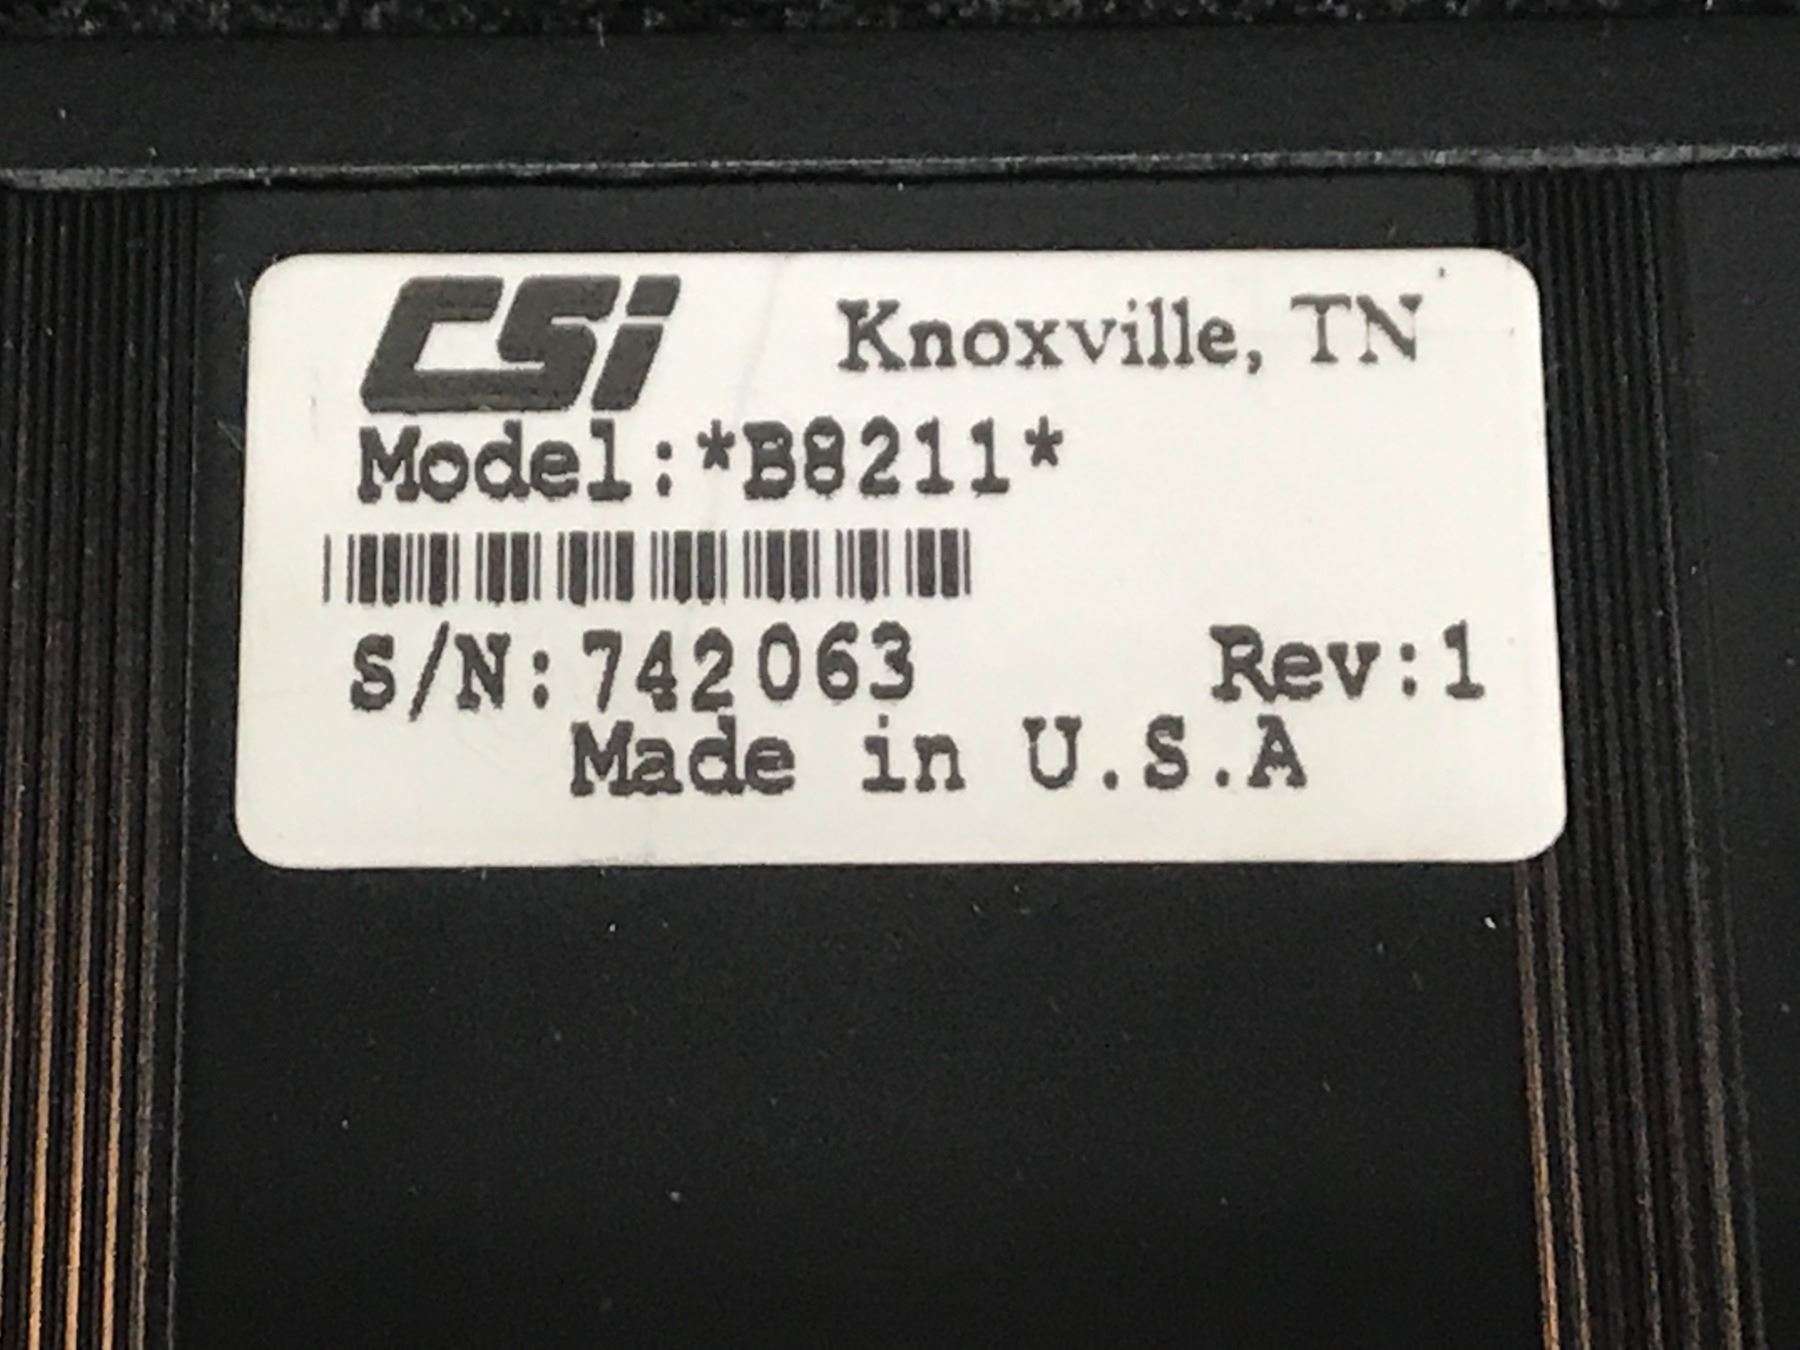 CSi Knoxville, TN
Model:*B8211*
S/N:742063 Rev:1
Made in U.S.A